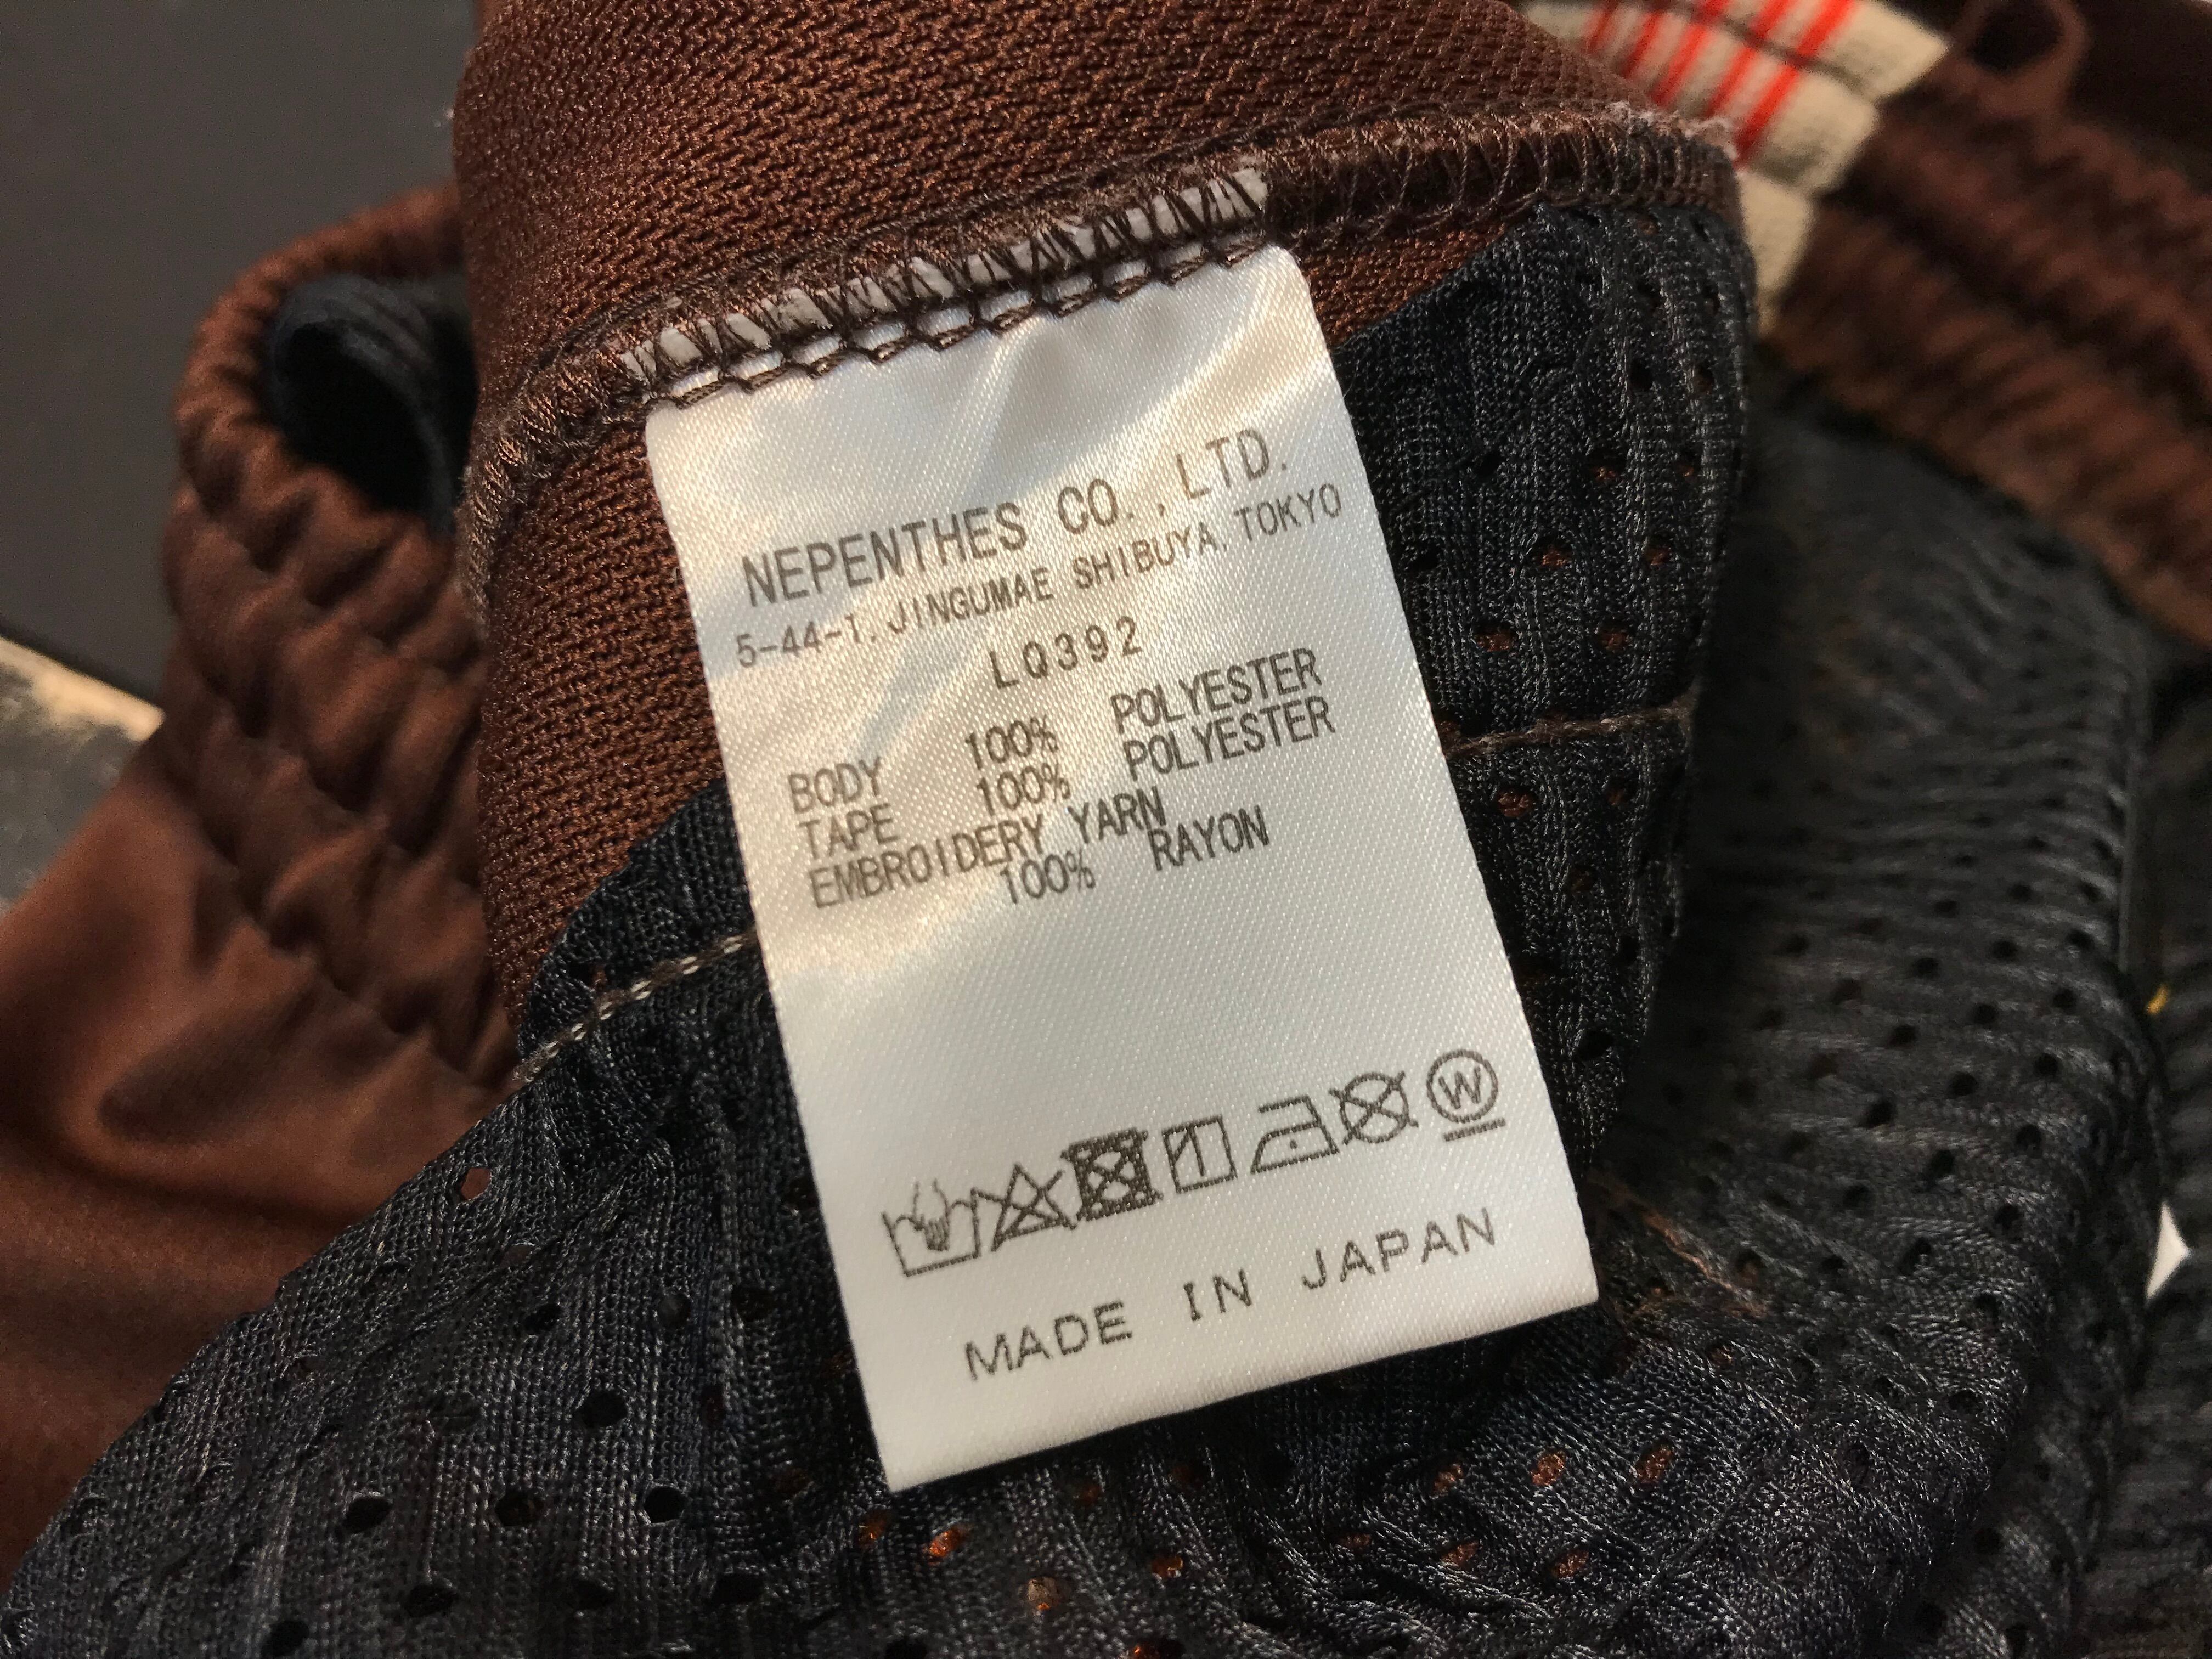 NEPENTHES CO.,LTD.
5-44-1, JINGUMAE SHIBUYA, TOKYO
LQ392
BODY 100% POLYESTER
TAPE 100% POLYESTER
EMBROIDERY YARN
100% RAYON
W
MADE IN JAPAN